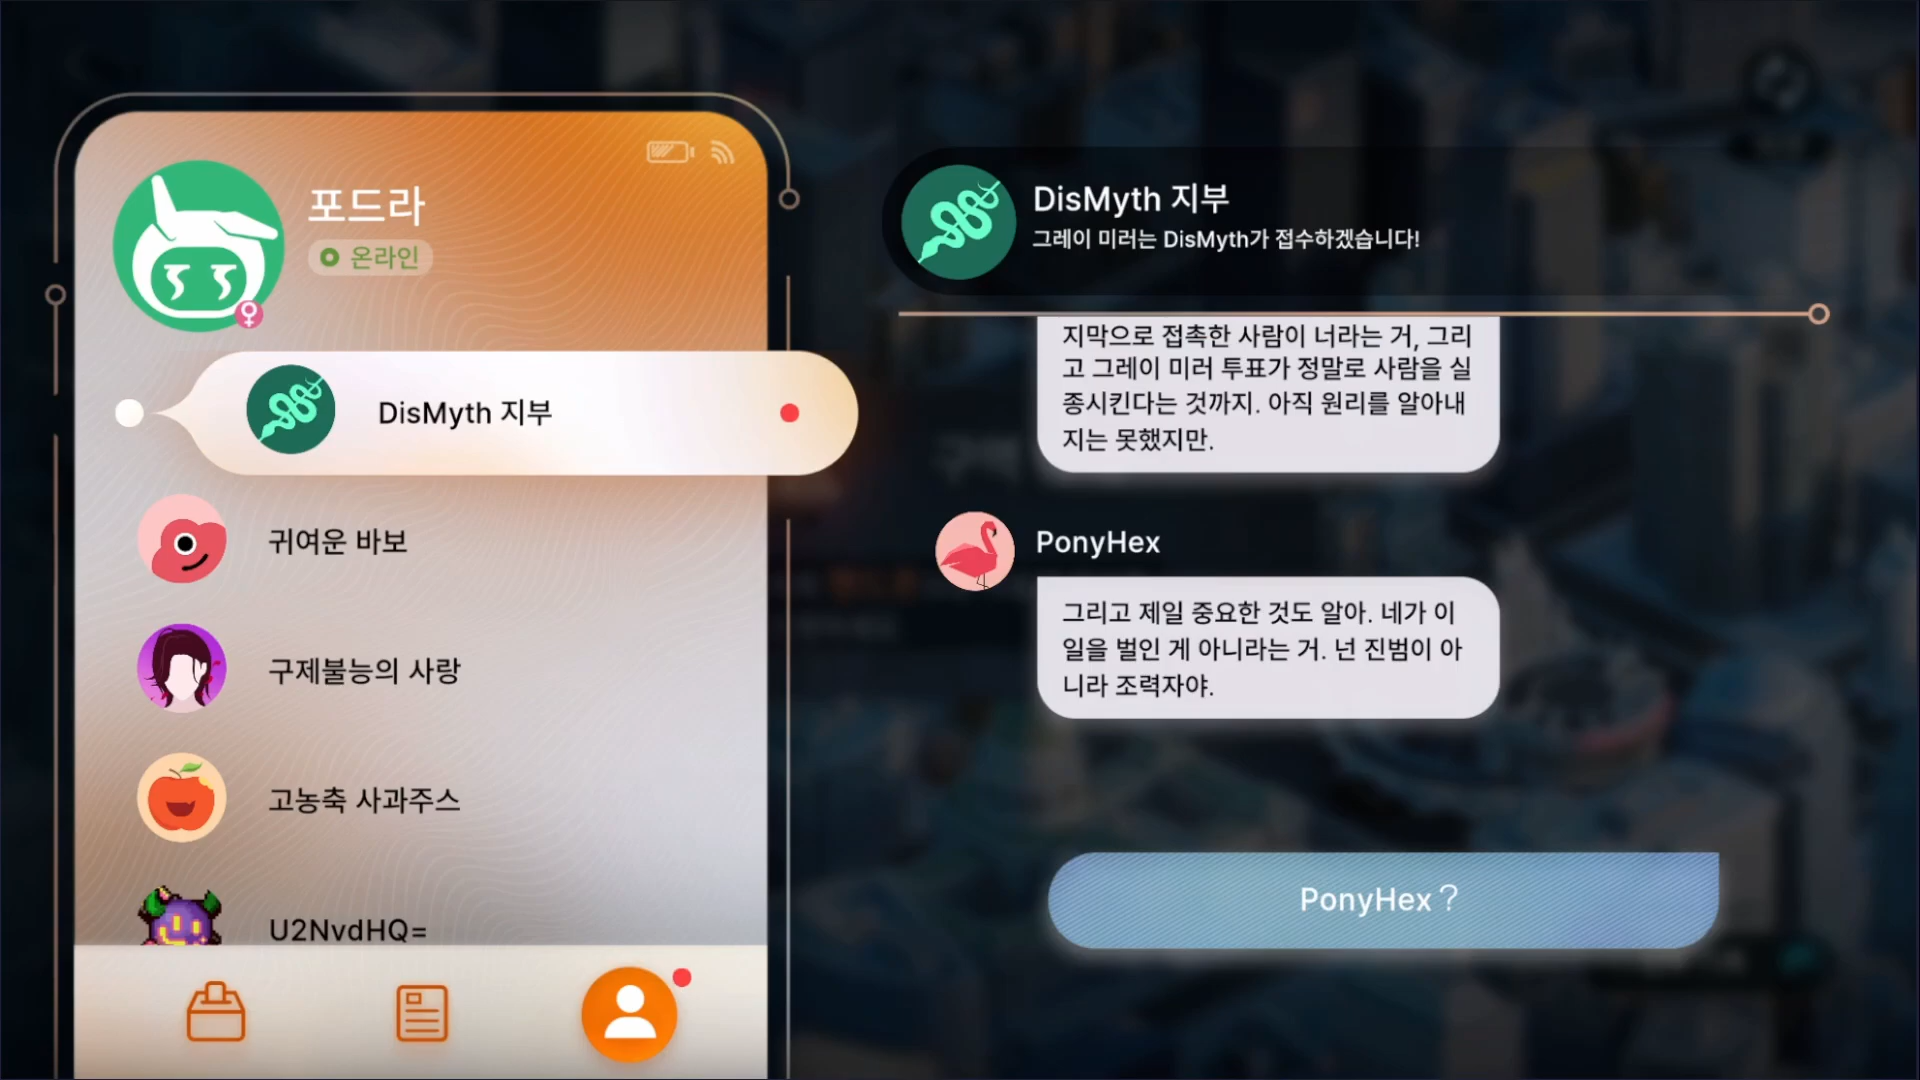 포드라
온라인
DisMyth 지부
귀여운 바보
구제불능의 사랑
고농축 사과주스
U2NvdHQ=
DisMyth 지부
그레이 미러는 DisMyth가 접수하겠습니다!
지막으로 접촉한 사람이 너라는 거, 그리
고 그레이 미러 투표가 정말로 사람을 실
종시킨다는 것까지. 아직 원리를 알아내
지는 못했지만.
PonyHex
그리고 제일 중요한 것도 알아. 네가 이
일을 벌인 게 아니라는 거. 넌 진범이 아
니라 조력자야.
PonyHex？